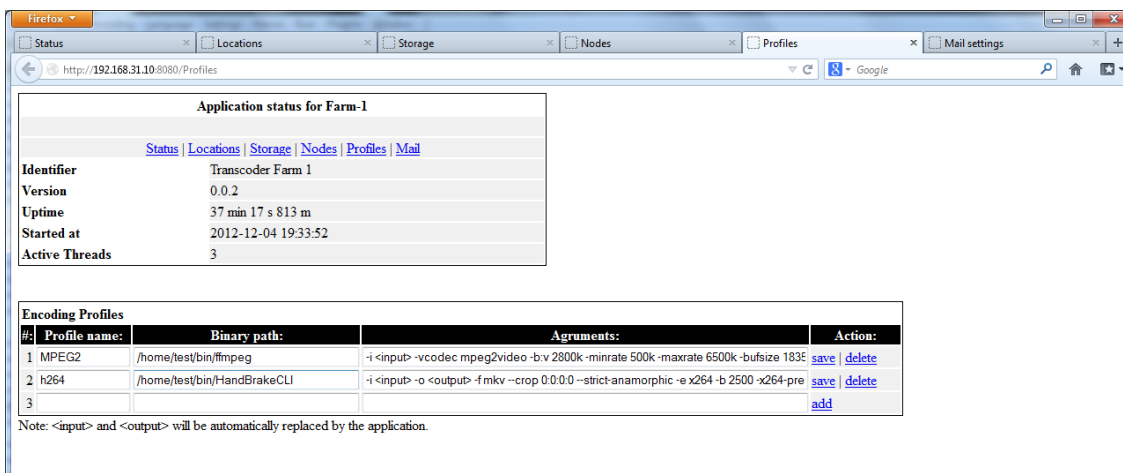 Firefox
Status Locations Storage Nodes Profiles Mail settings
http://192.168.31.10:8080/Profiles Google
Application status for Farm-1
Status | Locations | Storage | Nodes | Profiles | Mail
Identifier Transcoder Farm 1
Version 0.0.2
Uptime 37 min 17 s 813 m
Started at 2012-12-04 19:33:52
Active Threads 3
Encoding Profiles
#: Profile name: Binary path: Agruments: Action:
1 MPEG2 /home/test/bin/ffmpeg -i <input> -vcodec mpeg2video -b:v 2800k -minrate 500k -maxrate 6500k -bufsize 1835 save | delete
2 h264 /home/test/bin/HandBrakeCLI -i <input> -o <output> -f mkv --crop 0:0:0:0 --strict-anamorphic -e x264 -b 2500 -x264-pre save | delete
3 add
Note: <input> and <output> will be automatically replaced by the application.